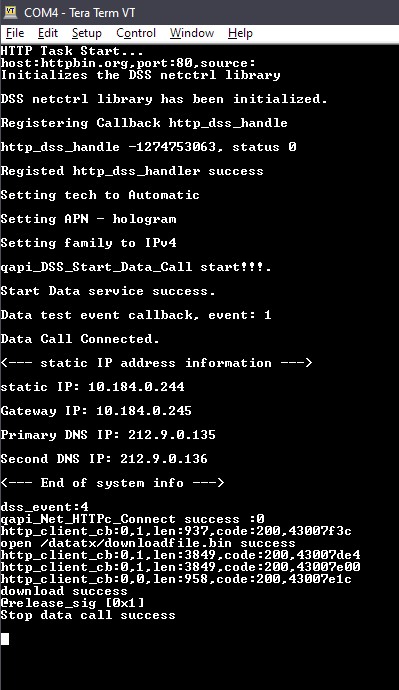 COM4 - Tera Term VT
File Edit Setup Control Window Help
HTTP Task Start...
host:httpbin.org,port:80,source:
Initializes the DSS netctrl library
DSS netctrl library has been initialized.
Registering Callback http_dss_handle
http_dss_handle -1274753063, status 0
Registed http_dss_handler success
Setting tech to Automatic
Setting APN - hologram
Setting family to IPv4
qapi_DSS_Start_Data_Call start!!!.
Start Data service success.
Data test event callback, event: 1
Data Call Connected.
<--- static IP address information --->
static IP: 10.184.0.244
Gateway IP: 10.184.0.245
Primary DNS IP: 212.9.0.135
Second DNS IP: 212.9.0.136
<--- End of system info --->
dss_event:4
qapi_Net_HTTPc_Connect success :0
http_client_cb:0,1,len:937,code:200,43007f3c
open /datatx/downloadfile.bin success
http_client_cb:0,1,len:3849,code:200,43007de4
http_client_cb:0,1,len:3849,code:200,43007e00
http_client_cb:0,0,len:958,code:200,43007e1c
download success
@release_sig [0x1]
Stop data call success